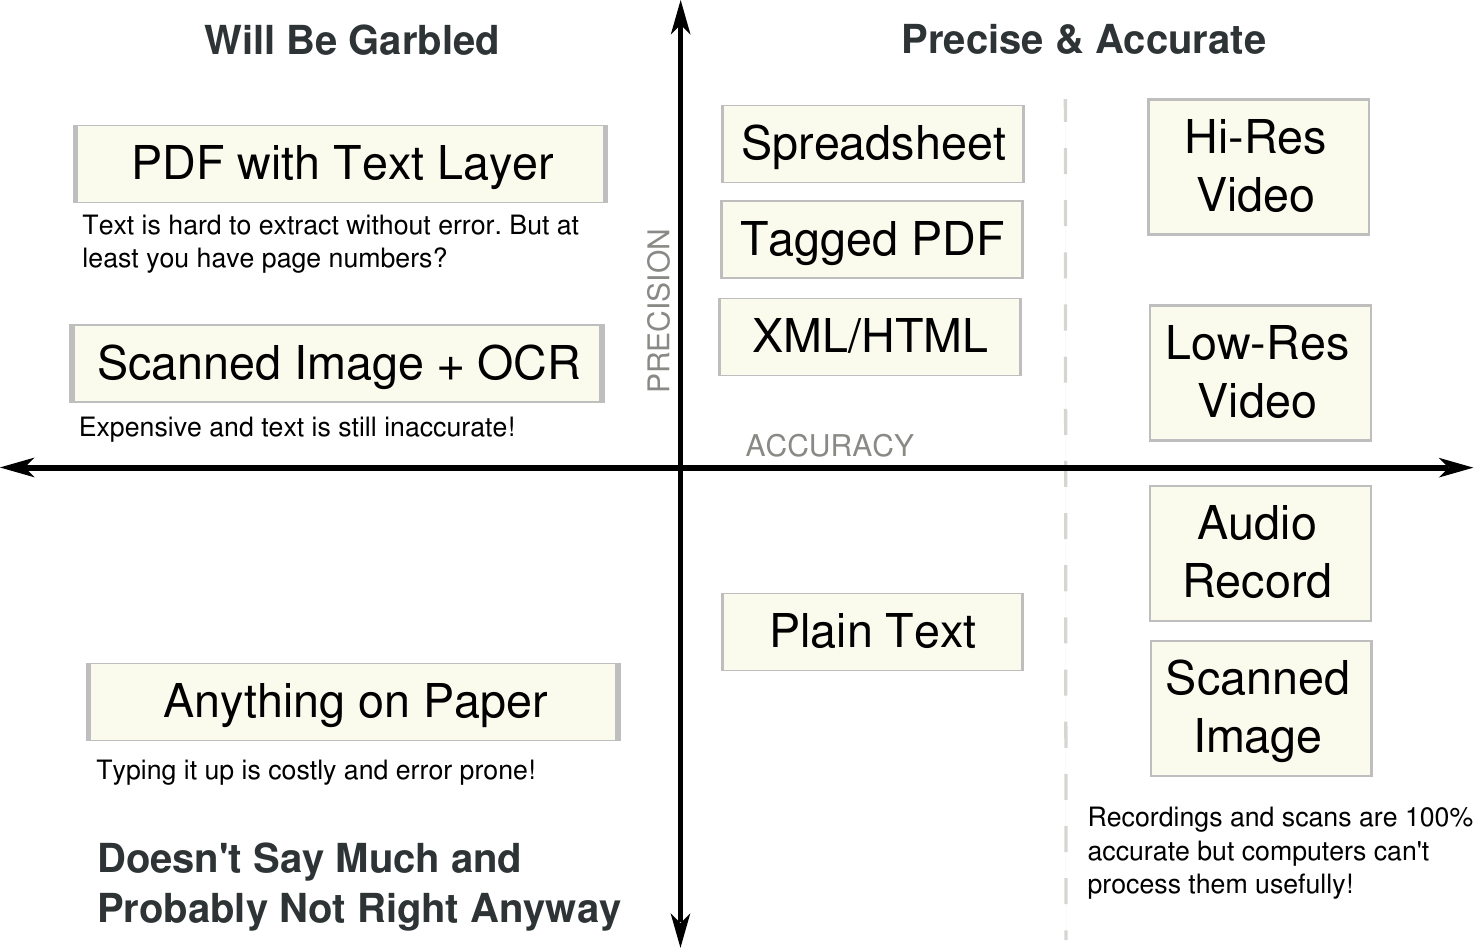 Will Be Garbled
PDF with Text Layer
Text is hard to extract without error. But at
least you have page numbers?
Scanned Image + OCR
Expensive and text is still inaccurate!
PRECISION
Precise & Accurate
Spreadsheet
Tagged PDF
XML/HTML
ACCURACY
Hi-Res
Video
Low-Res
Video
Anything on Paper
Typing it up is costly and error prone!
Doesn't Say Much and
Probably Not Right Anyway
Plain Text
Audio
Record
Scanned
Image
Recordings and scans are 100%
accurate but computers can't
process them usefully!